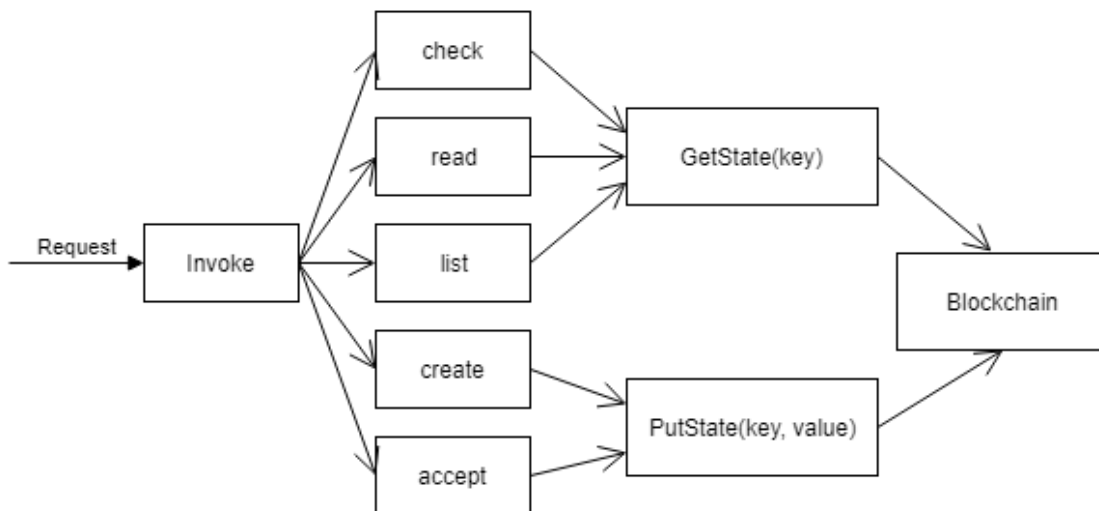 check
read
GetState(key)
Request
Invoke
list
Blockchain
create
PutState(key, value)
accept